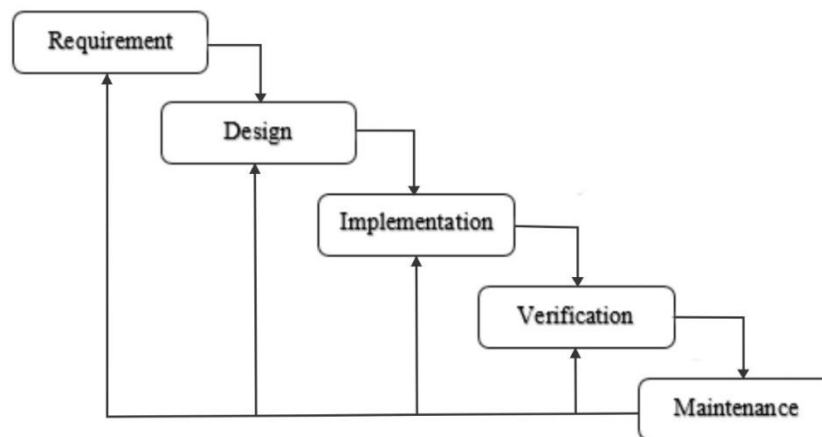 Requirement
Design
Implementation
Verification
Maintenance